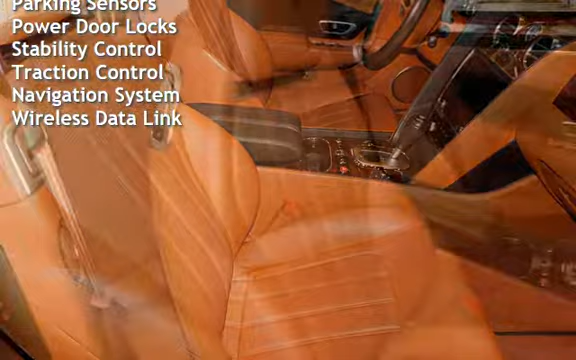 Parking Sensors
Power Door Locks
Stability Control
Traction Control
Navigation System
Wireless Data Link